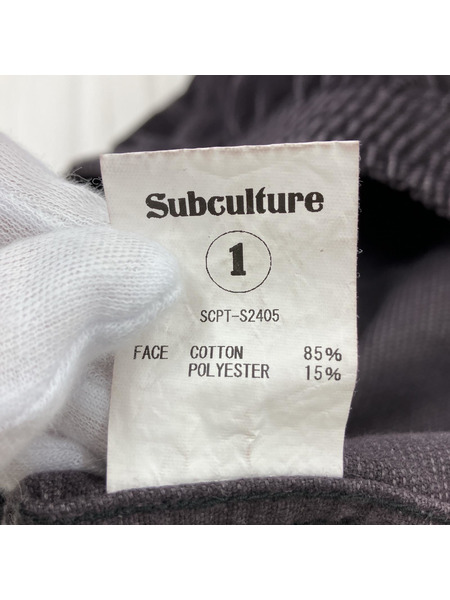 Subculture
1
SCPT-S2405
FACE COTTON 85%
POLYESTER 15%